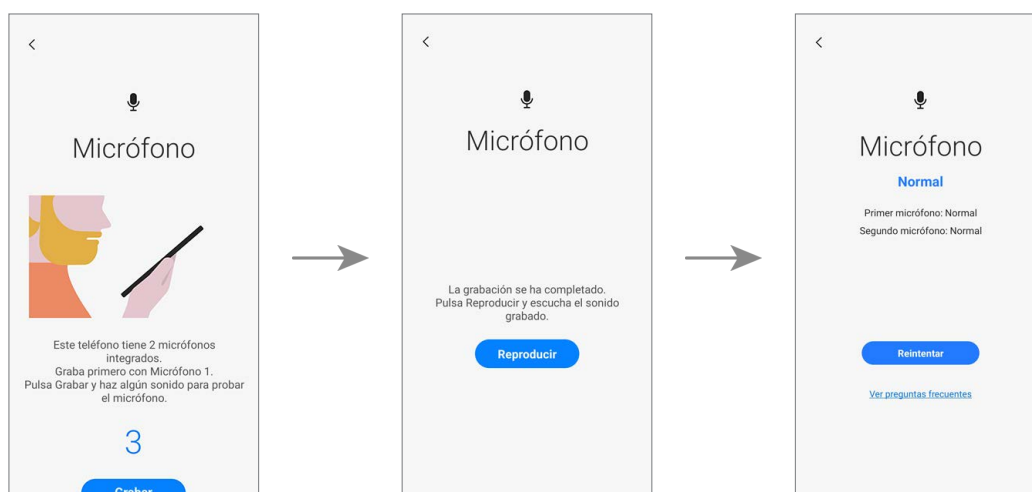 Micrófono
Este teléfono tiene 2 micrófonos
integrados.
Graba primero con Micrófono 1.
Pulsa Grabar y haz algún sonido para probar
el micrófono.
3
Grabar
Micrófono
La grabación se ha completado.
Pulsa Reproducir y escucha el sonido
grabado.
Reproducir
Micrófono
Normal
Primer micrófono: Normal
Segundo micrófono: Normal
Reintentar
Ver preguntas frecuentes